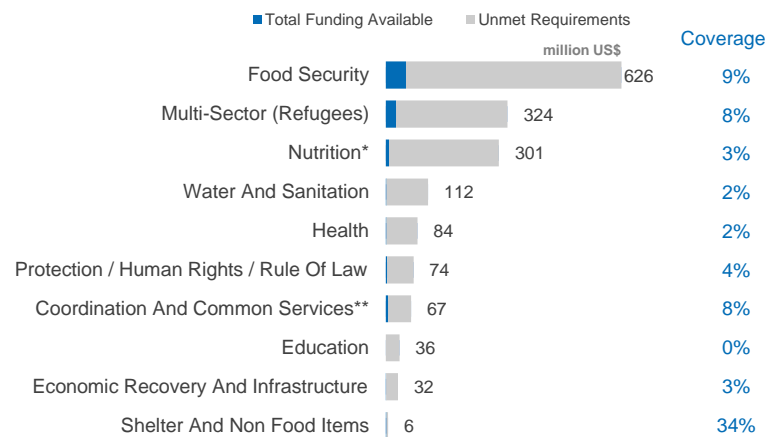 Total Funding Available Unmet Requirements
Coverage
million US$
Food Security 626 9%
Multi-Sector (Refugees) 324 8%
Nutrition* 301 3%
Water And Sanitation 112 2%
Health 84 2%
Protection / Human Rights / Rule Of Law 74 4%
Coordination And Common Services** 67 8%
Education 36 0%
Economic Recovery And Infrastructure 32 3%
Shelter And Non Food Items 6 34%